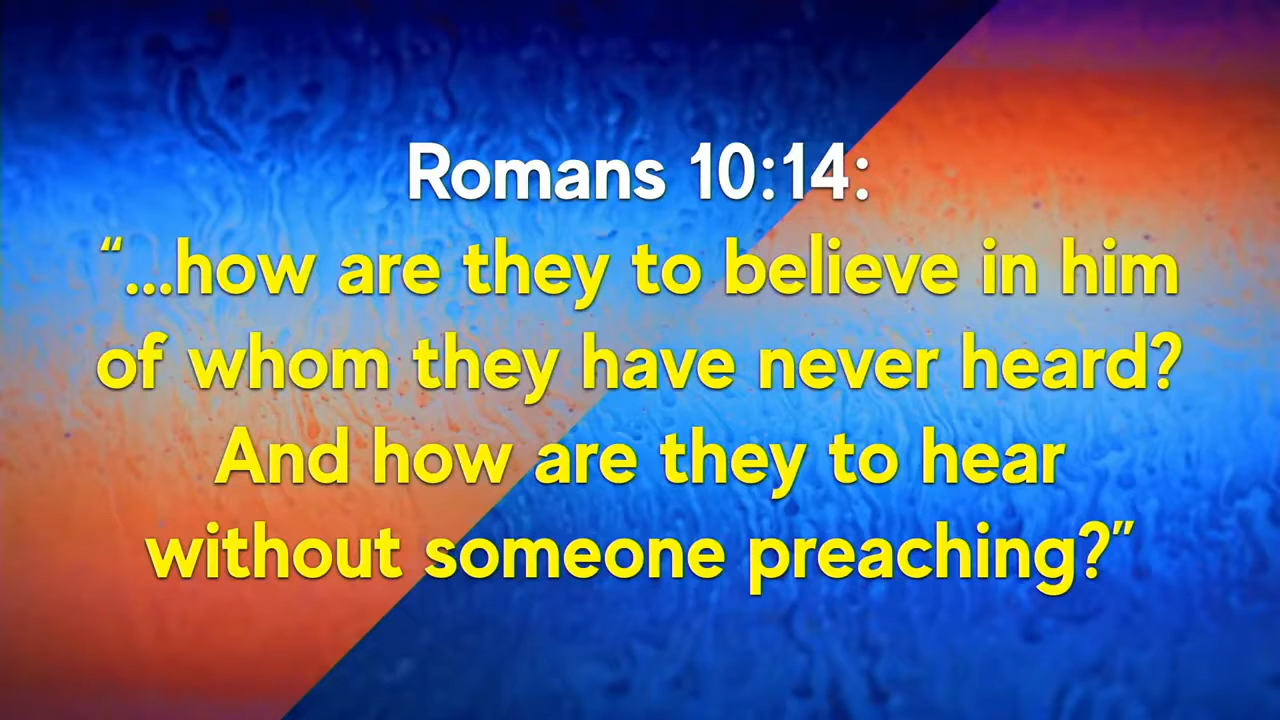 Romans 10:14:
“...how are they to believe in him
of whom they have never heard?
And how are they to hear
without someone preaching?”